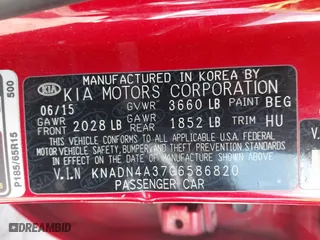 MANUFACTURED IN KOREA BY
KIA KIA MOTORS CORPORATION
06/15 GVWR 3660 LB PAINT BEG
GAWR FRONT 2028 LB GAWR REAR 1852 LB TRIM HU
THIS VEHICLE CONFORMS TO ALL APPLICABLE U.S.A. FEDERAL
MOTOR VEHICLE SAFETY, BUMPER, AND THEFT PREVENTION
STANDARDS IN EFFECT ON THE DATE OF MANUFACTURE SHOWN ABOVE.
V.I.N KNADN4A37G6586820
PASSENGER CAR
500
P185/65R15
DREAMBID